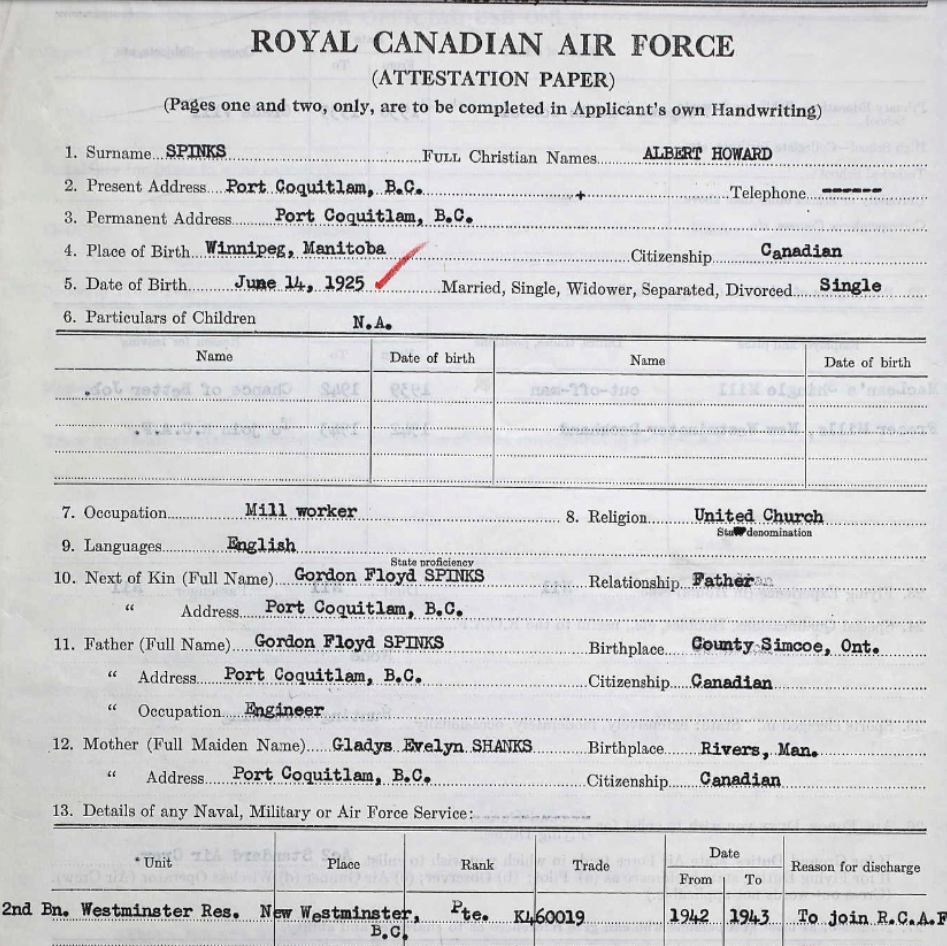 ROYAL CANADIAN AIR FORCE
(ATTESTATION PAPER)
(Pages one and two, only, are to be completed in Applicant's own Handwriting)
1. Surname SPINKS FULL Christian Names ALBERT HOWARD
2. Present Address Port Coquitlam, B.C. + Telephone ------
3. Permanent Address Port Coquitlam, B.C.
4. Place of Birth Winnipeg, Manitoba Citizenship Canadian
5. Date of Birth June 14, 1925 Married, Single, Widower, Separated, Divorced Single
6. Particulars of Children N.A.
Name Date of birth Name Date of birth
7. Occupation Mill worker 8. Religion United Church
State denomination
9. Languages English
State proficiency
10. Next of Kin (Full Name) Gordon Floyd SPINKS Relationship Father
" Address Port Coquitlam, B.C.
11. Father (Full Name) Gordon Floyd SPINKS Birthplace County Simcoe, Ont.
" Address Port Coquitlam, B.C. Citizenship Canadian
" Occupation Engineer
12. Mother (Full Maiden Name) Gladys Evelyn SHANKS Birthplace Rivers, Man.
" Address Port Coquitlam, B.C. Citizenship Canadian
13. Details of any Naval, Military or Air Force Service:
Unit Place Rank Trade Date Reason for discharge
From To
2nd Bn. Westminster Res. New Westminster, Pte. K460019 1942 1943 To join R.C.A.F
B.C.